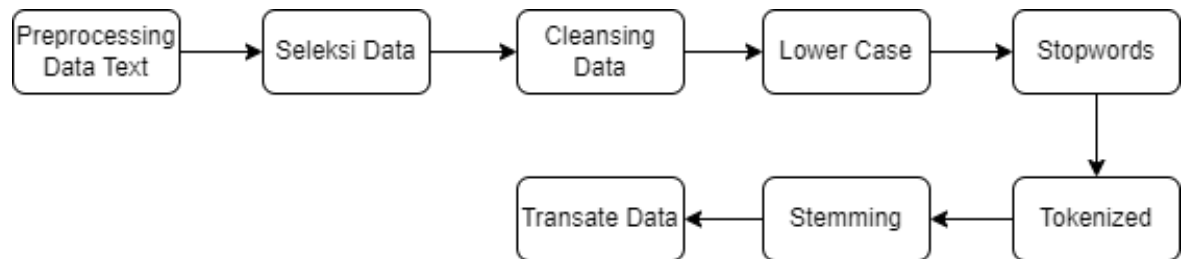 Preprocessing
Data Text
Seleksi Data
Cleansing
Data
Lower Case
Stopwords
Tokenized
Stemming
Transate Data